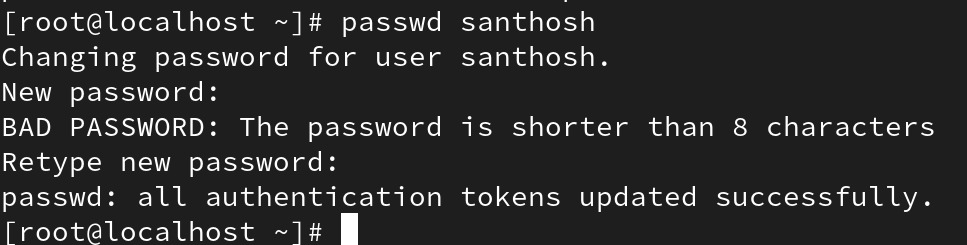 [root@localhost ~]# passwd santhosh
Changing password for user santhosh.
New password:
BAD PASSWORD: The password is shorter than 8 characters
Retype new password:
passwd: all authentication tokens updated successfully.
[root@localhost ~]#